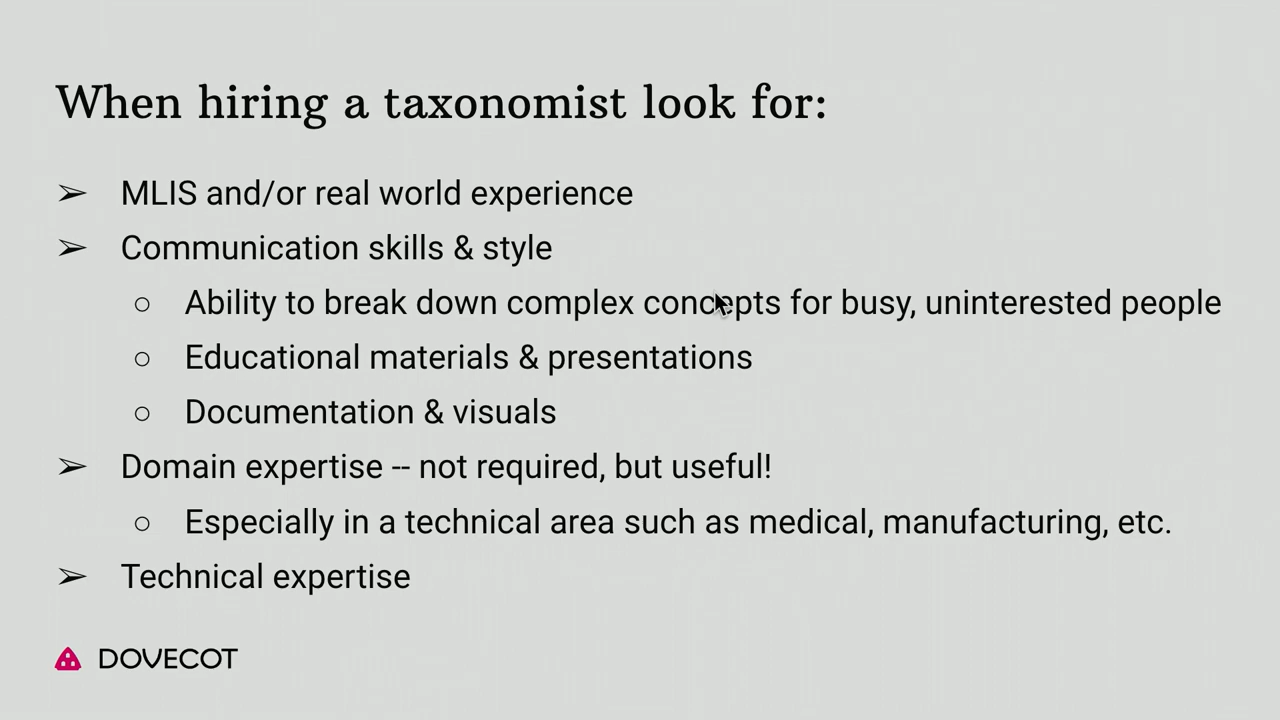 When hiring a taxonomist look for:
➢ MLIS and/or real world experience
➢ Communication skills & style
○ Ability to break down complex concepts for busy, uninterested people
○ Educational materials & presentations
○ Documentation & visuals
➢ Domain expertise -- not required, but useful!
○ Especially in a technical area such as medical, manufacturing, etc.
➢ Technical expertise
DOVECOT